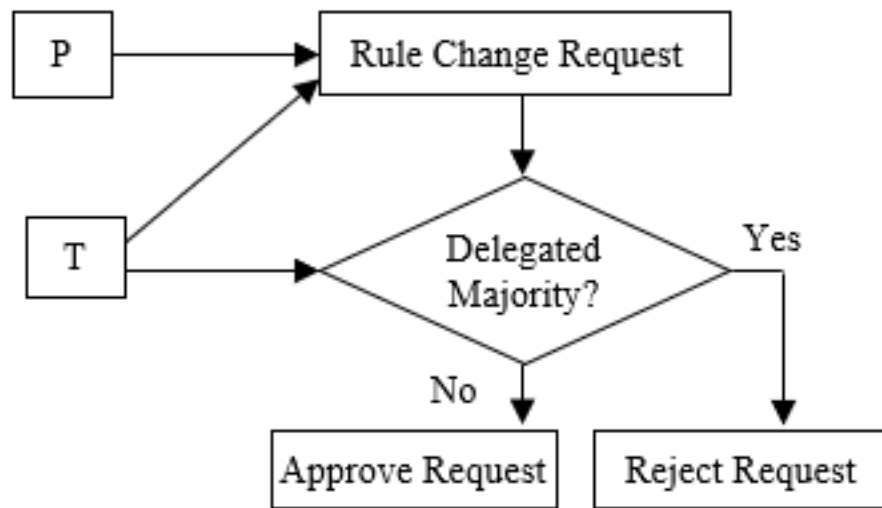 P
Rule Change Request
T
Delegated
Majority?
Yes
No
Approve Request
Reject Request